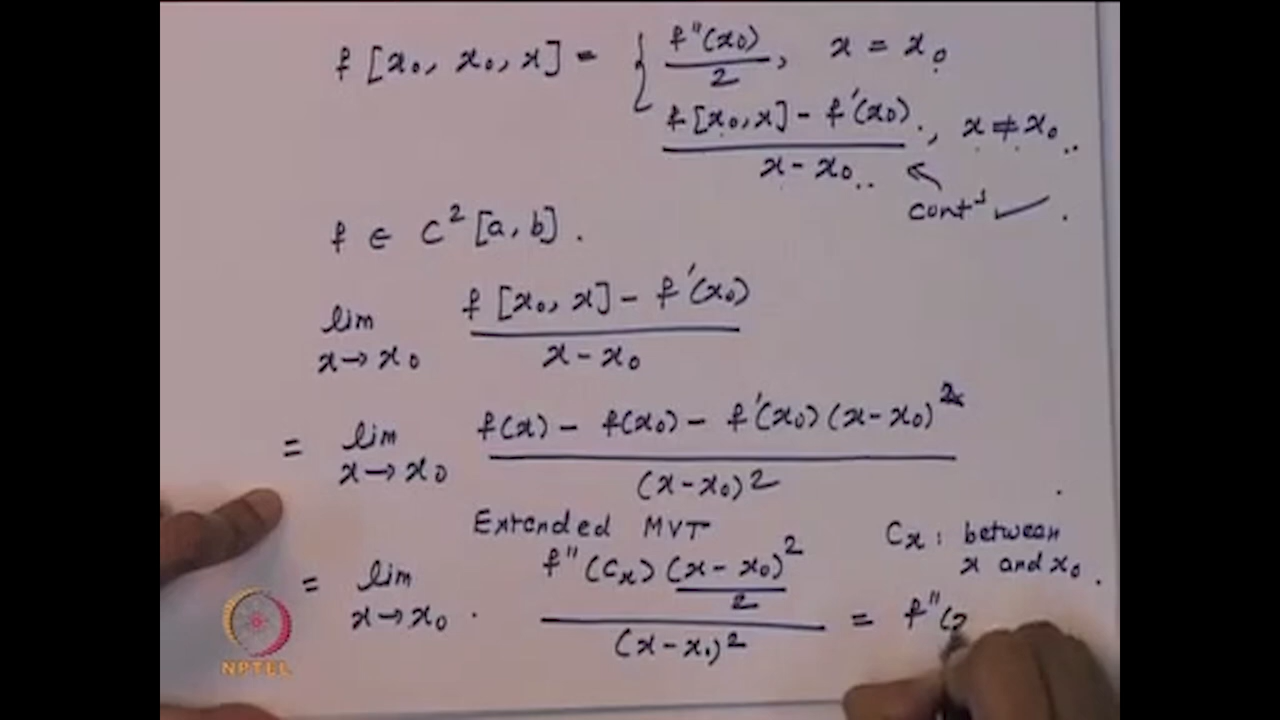 f [x₀, x₀, x] = { f''(x₀) / 2 , x = x₀
f [x₀, x] - f'(x₀) / x - x₀ , x ≠ x₀
cont^s ✓
f ∈ C² [a, b] .
lim x→x₀ f [x₀, x] - f'(x₀) / x - x₀
= lim x→x₀ f(x) - f(x₀) - f'(x₀) (x-x₀) / (x-x₀)²
Extended MVT
Cx : between
x and x₀ .
= lim x→x₀ . f''(Cx) (x-x₀)² / 2 / (x-x₀)² = f''(
NPTEL